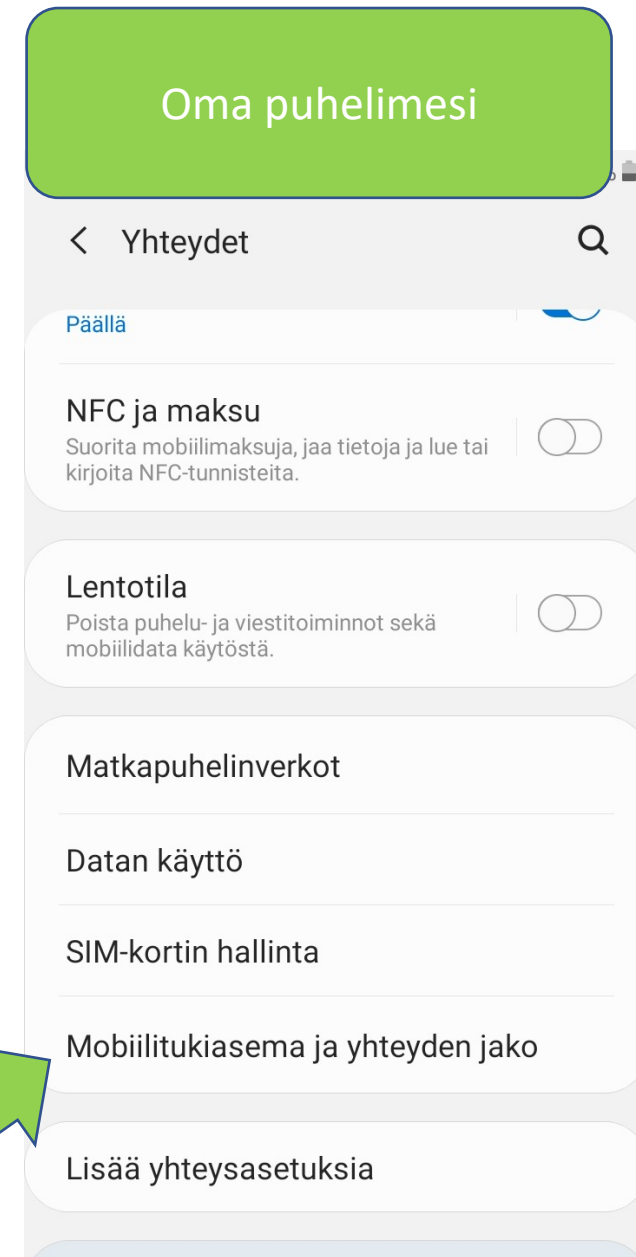 Oma puhelimesi
Yhteydet
Päällä
NFC ja maksu
Suorita mobiilimaksuja, jaa tietoja ja lue tai
kirjoita NFC-tunnisteita.
Lentotila
Poista puhelu- ja viestitoiminnot sekä
mobiilidata käytöstä.
Matkapuhelinverkot
Datan käyttö
SIM-kortin hallinta
Mobiilitukiasema ja yhteyden jako
Lisää yhteysasetuksia